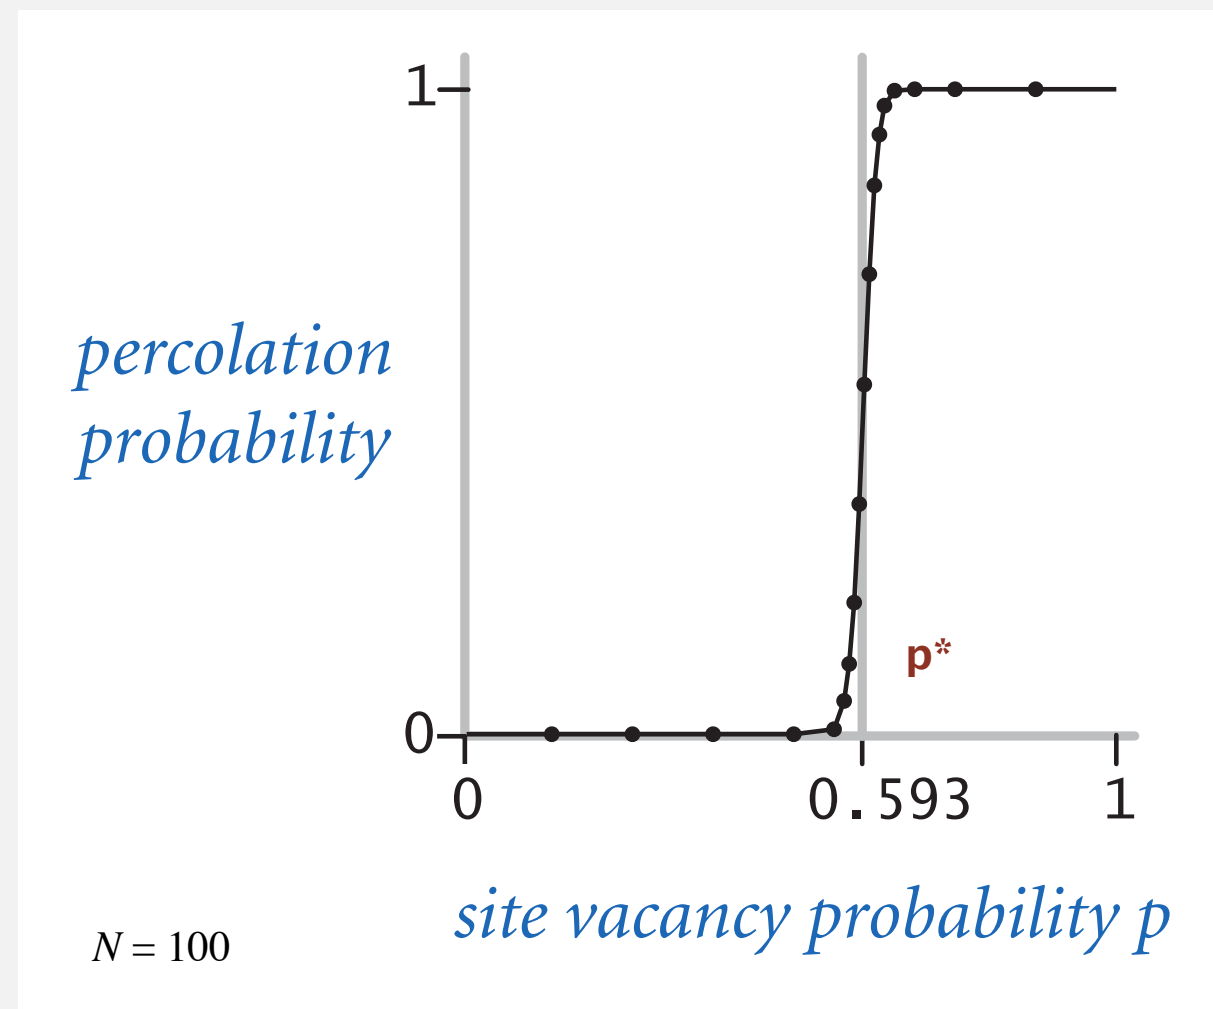 1
percolation
probability
p*
0
0 0.593 1
site vacancy probability p
N = 100